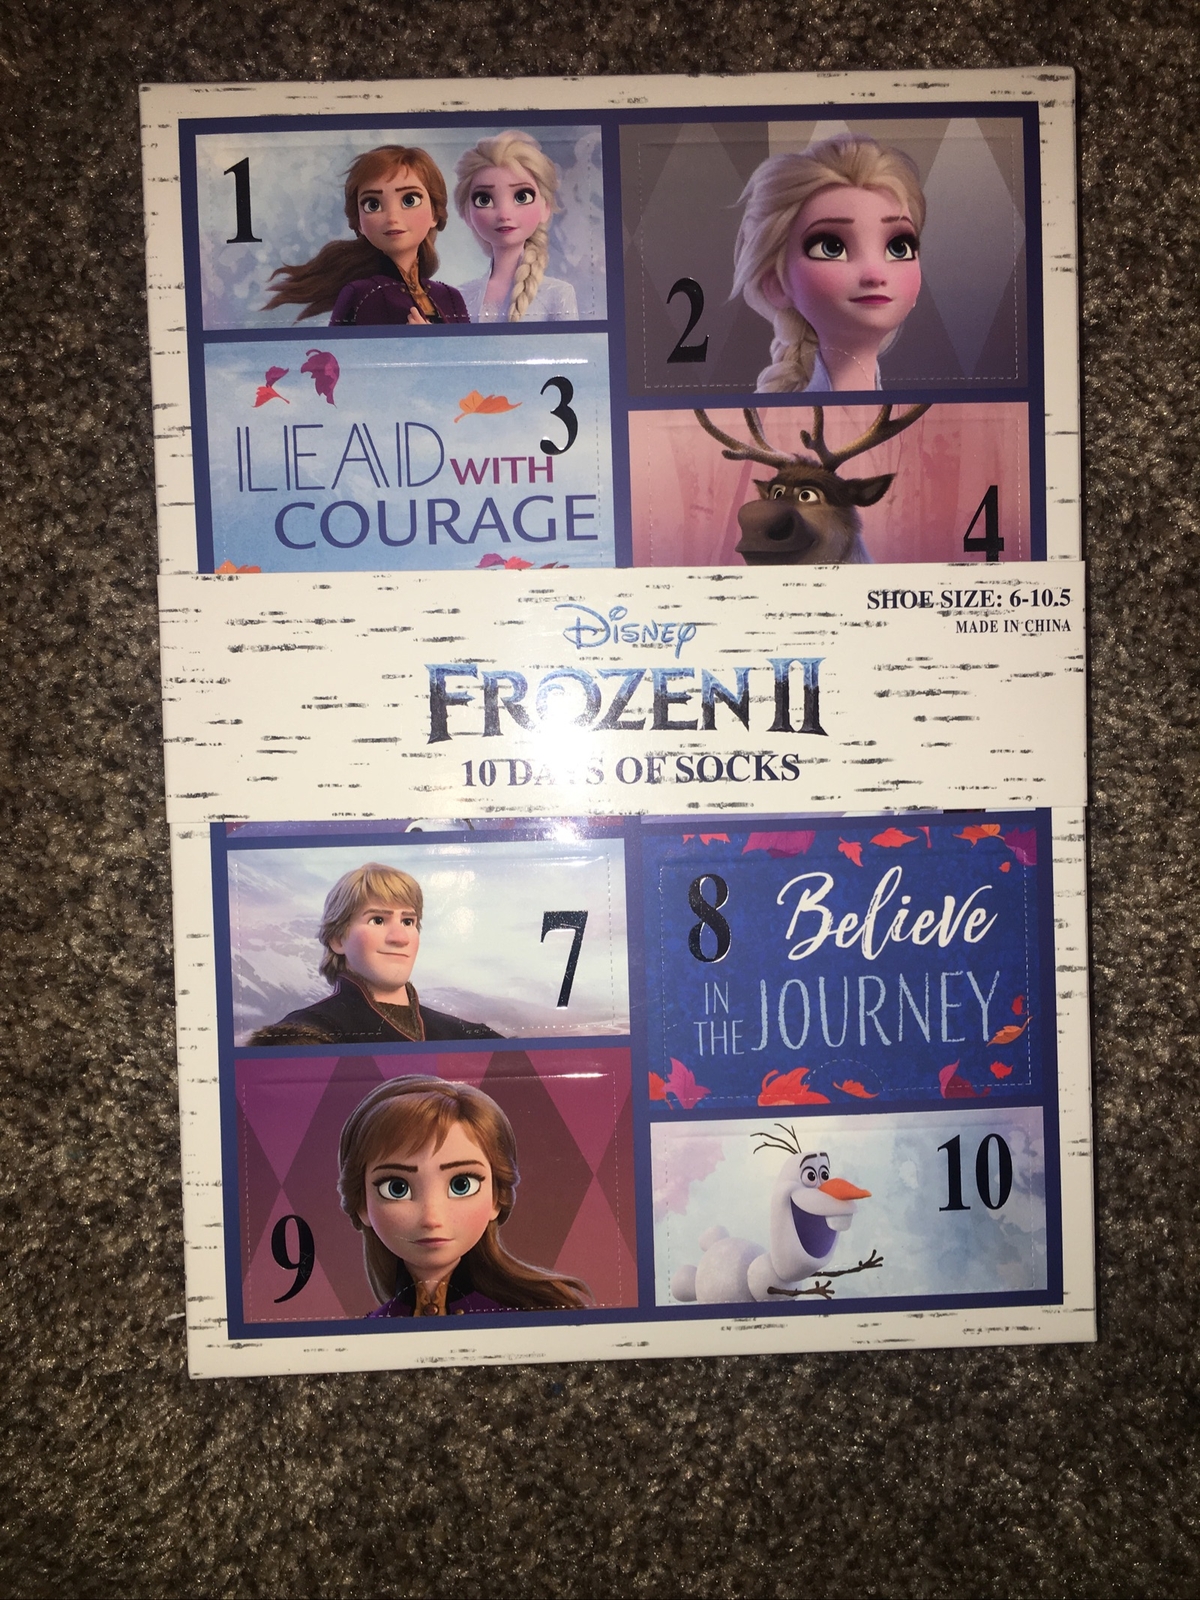 1
2
3
LEAD WITH
COURAGE
4
SHOE SIZE: 6-10.5
MADE IN CHINA
Disney
FROZEN II
10 DAYS OF SOCKS
7
8
Believe
IN
THE JOURNEY
9
10